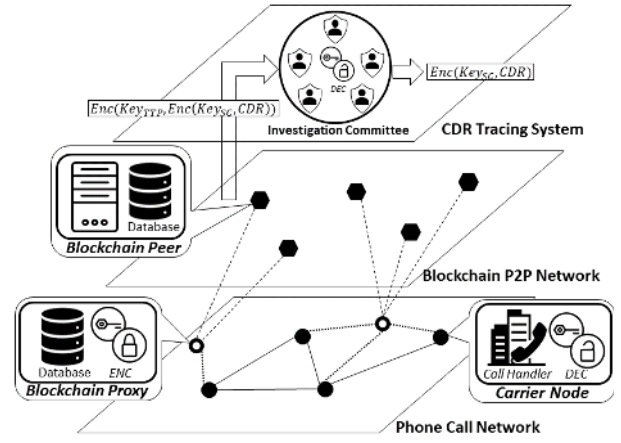 DEC
Enc(Key_SC, CDR)
Enc(Key_TTP, Enc(Key_SC, CDR))
Investigation Committee
CDR Tracing System
Database
Blockchain Peer
Blockchain P2P Network
Database ENC
Blockchain Proxy
Call Handler DEC
Carrier Node
Phone Call Network